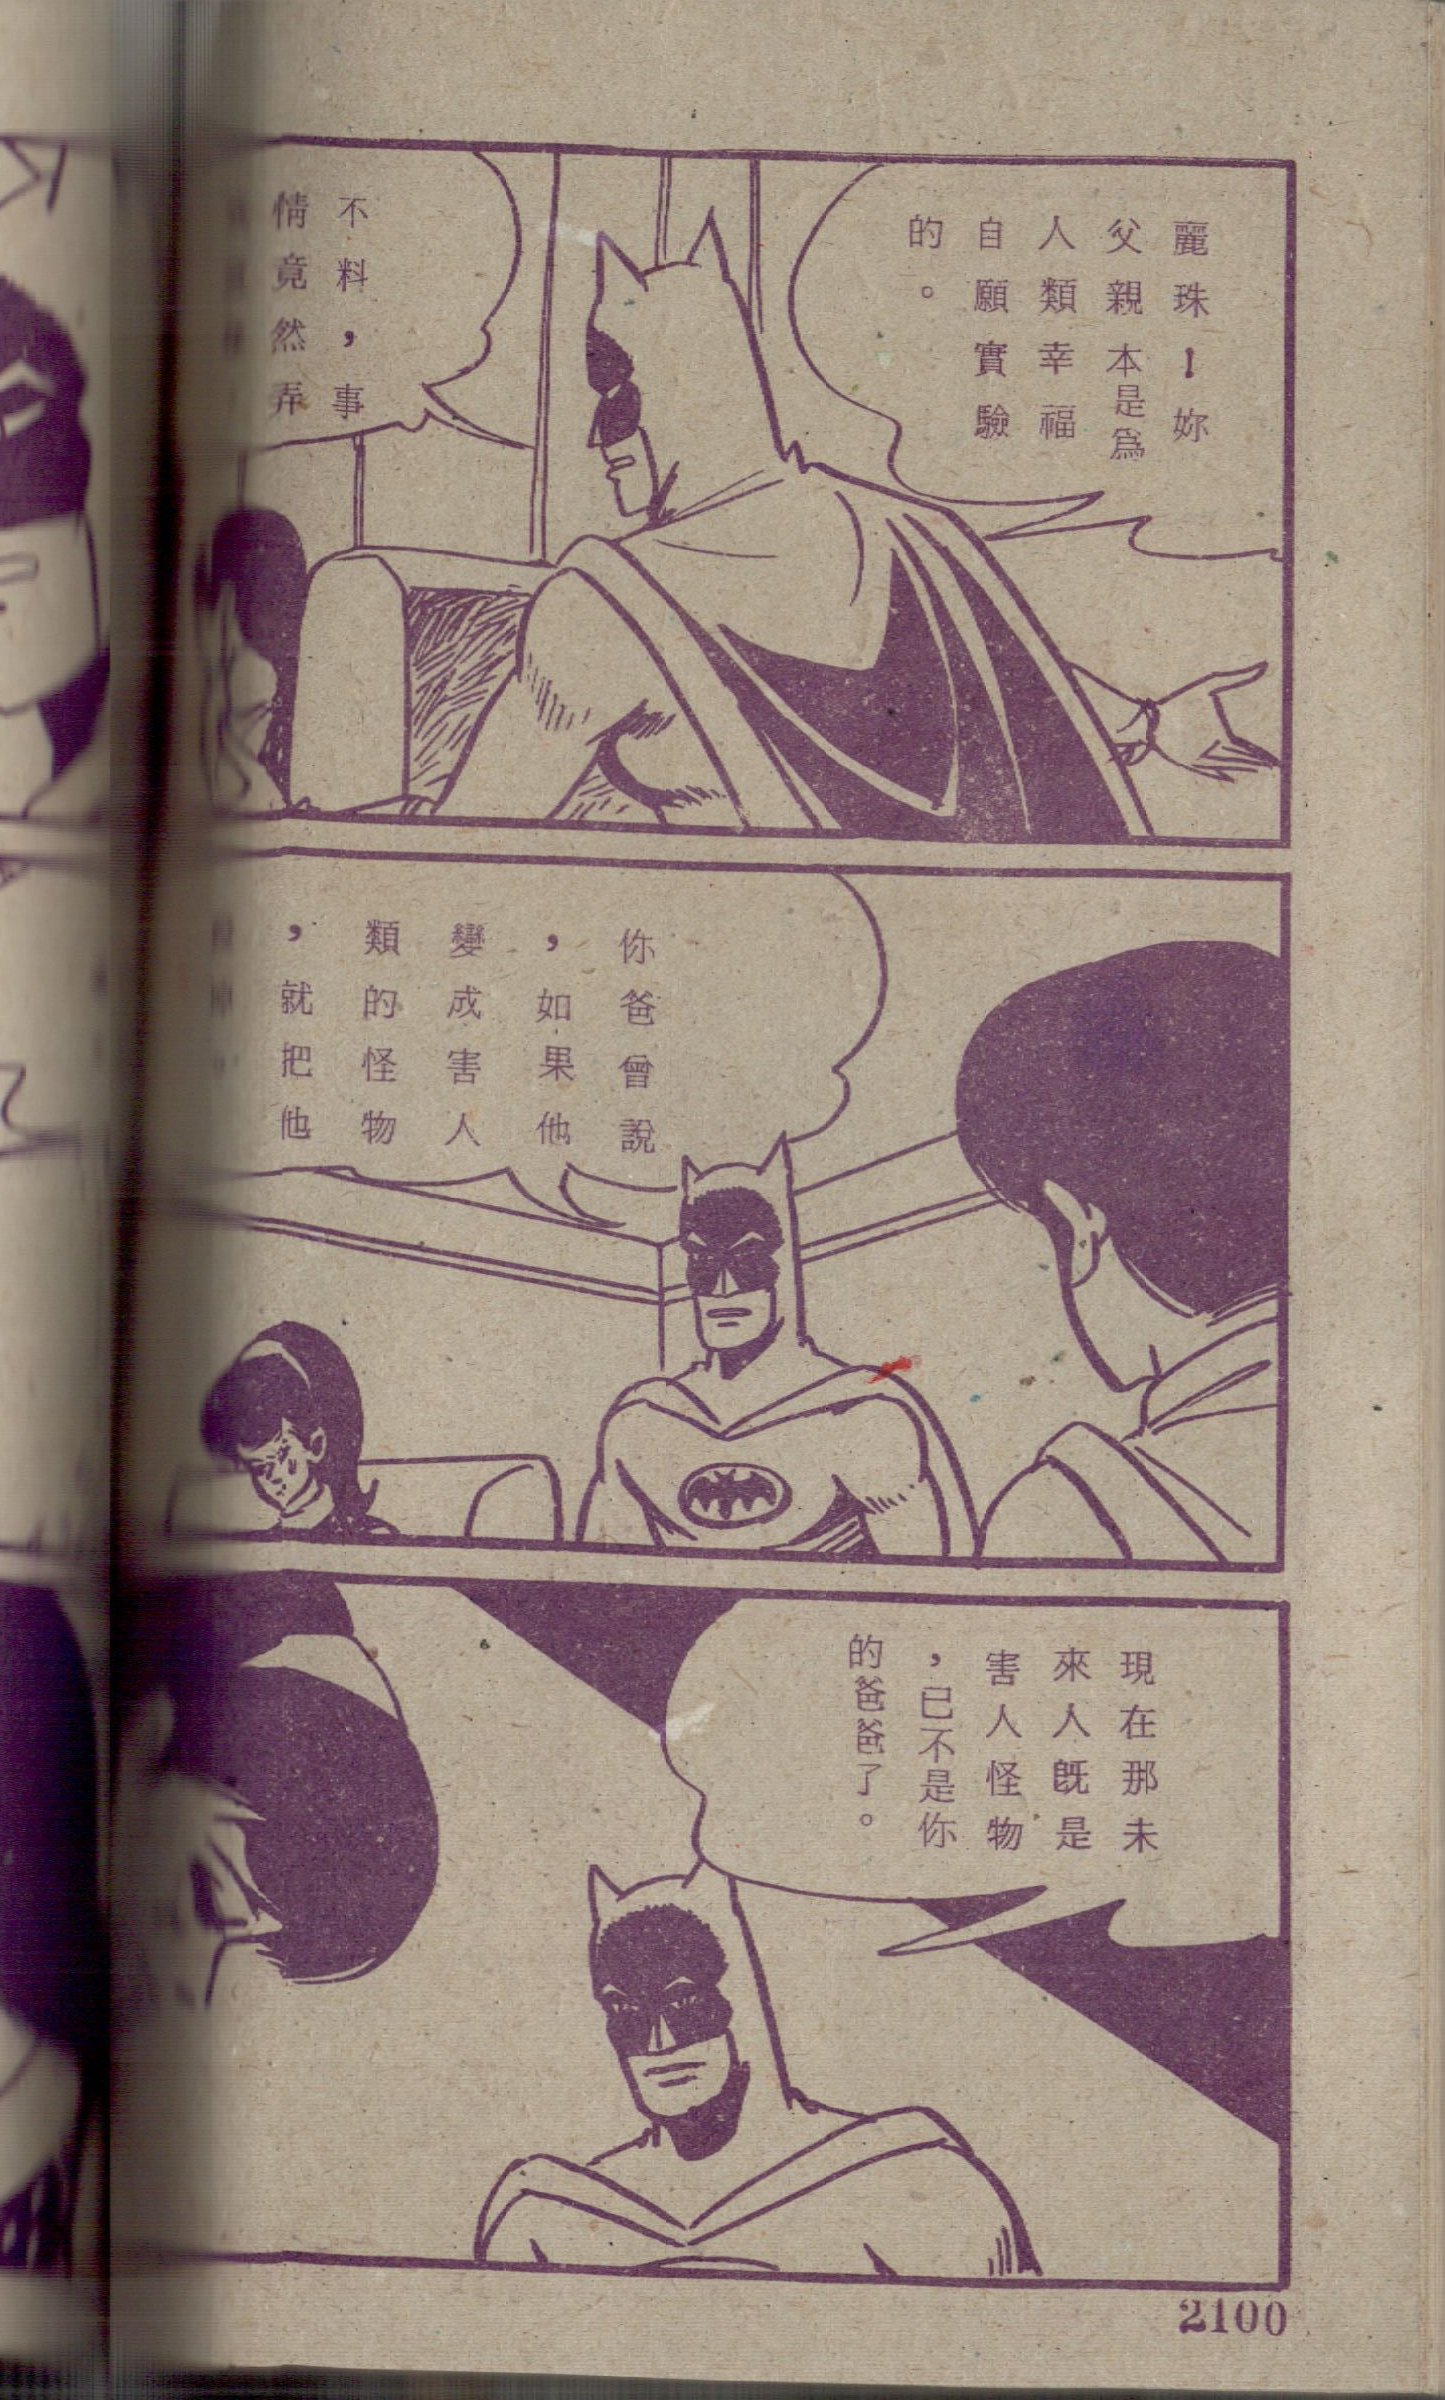 麗珠！妳
父親本是為
人類幸福
自願實驗
的。
不料，事
情竟然弄
你爸曾說
，如果他
變成害人
類的怪物
，就把他
現在那未
來人既是
害人怪物
，已不是你
的爸爸了。
2100